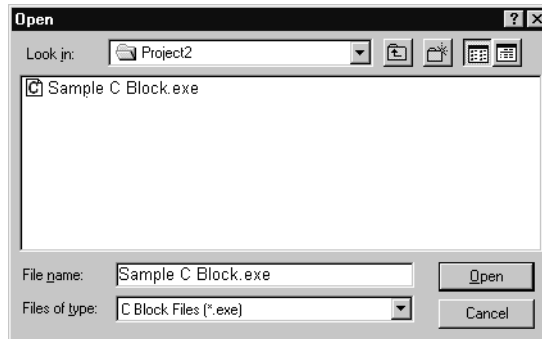 Open
Look in: Project2
Sample C Block.exe
File name: Sample C Block.exe Open
Files of type: C Block Files (*.exe) Cancel